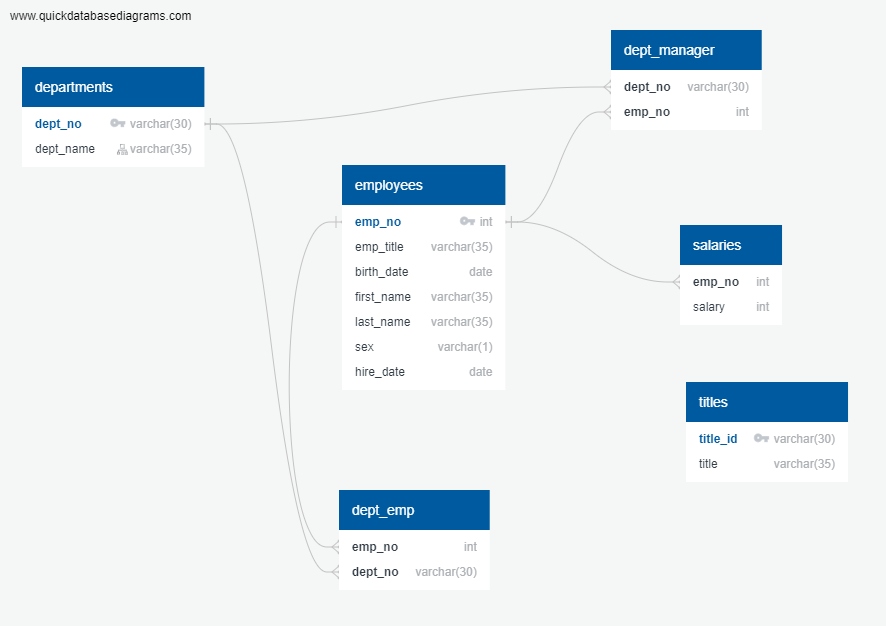 www.quickdatabasediagrams.com
departments
dept_no varchar(30)
dept_name varchar(35)
dept_manager
dept_no varchar(30)
emp_no int
employees
emp_no int
emp_title varchar(35)
birth_date date
first_name varchar(35)
last_name varchar(35)
sex varchar(1)
hire_date date
salaries
emp_no int
salary int
titles
title_id varchar(30)
title varchar(35)
dept_emp
emp_no int
dept_no varchar(30)